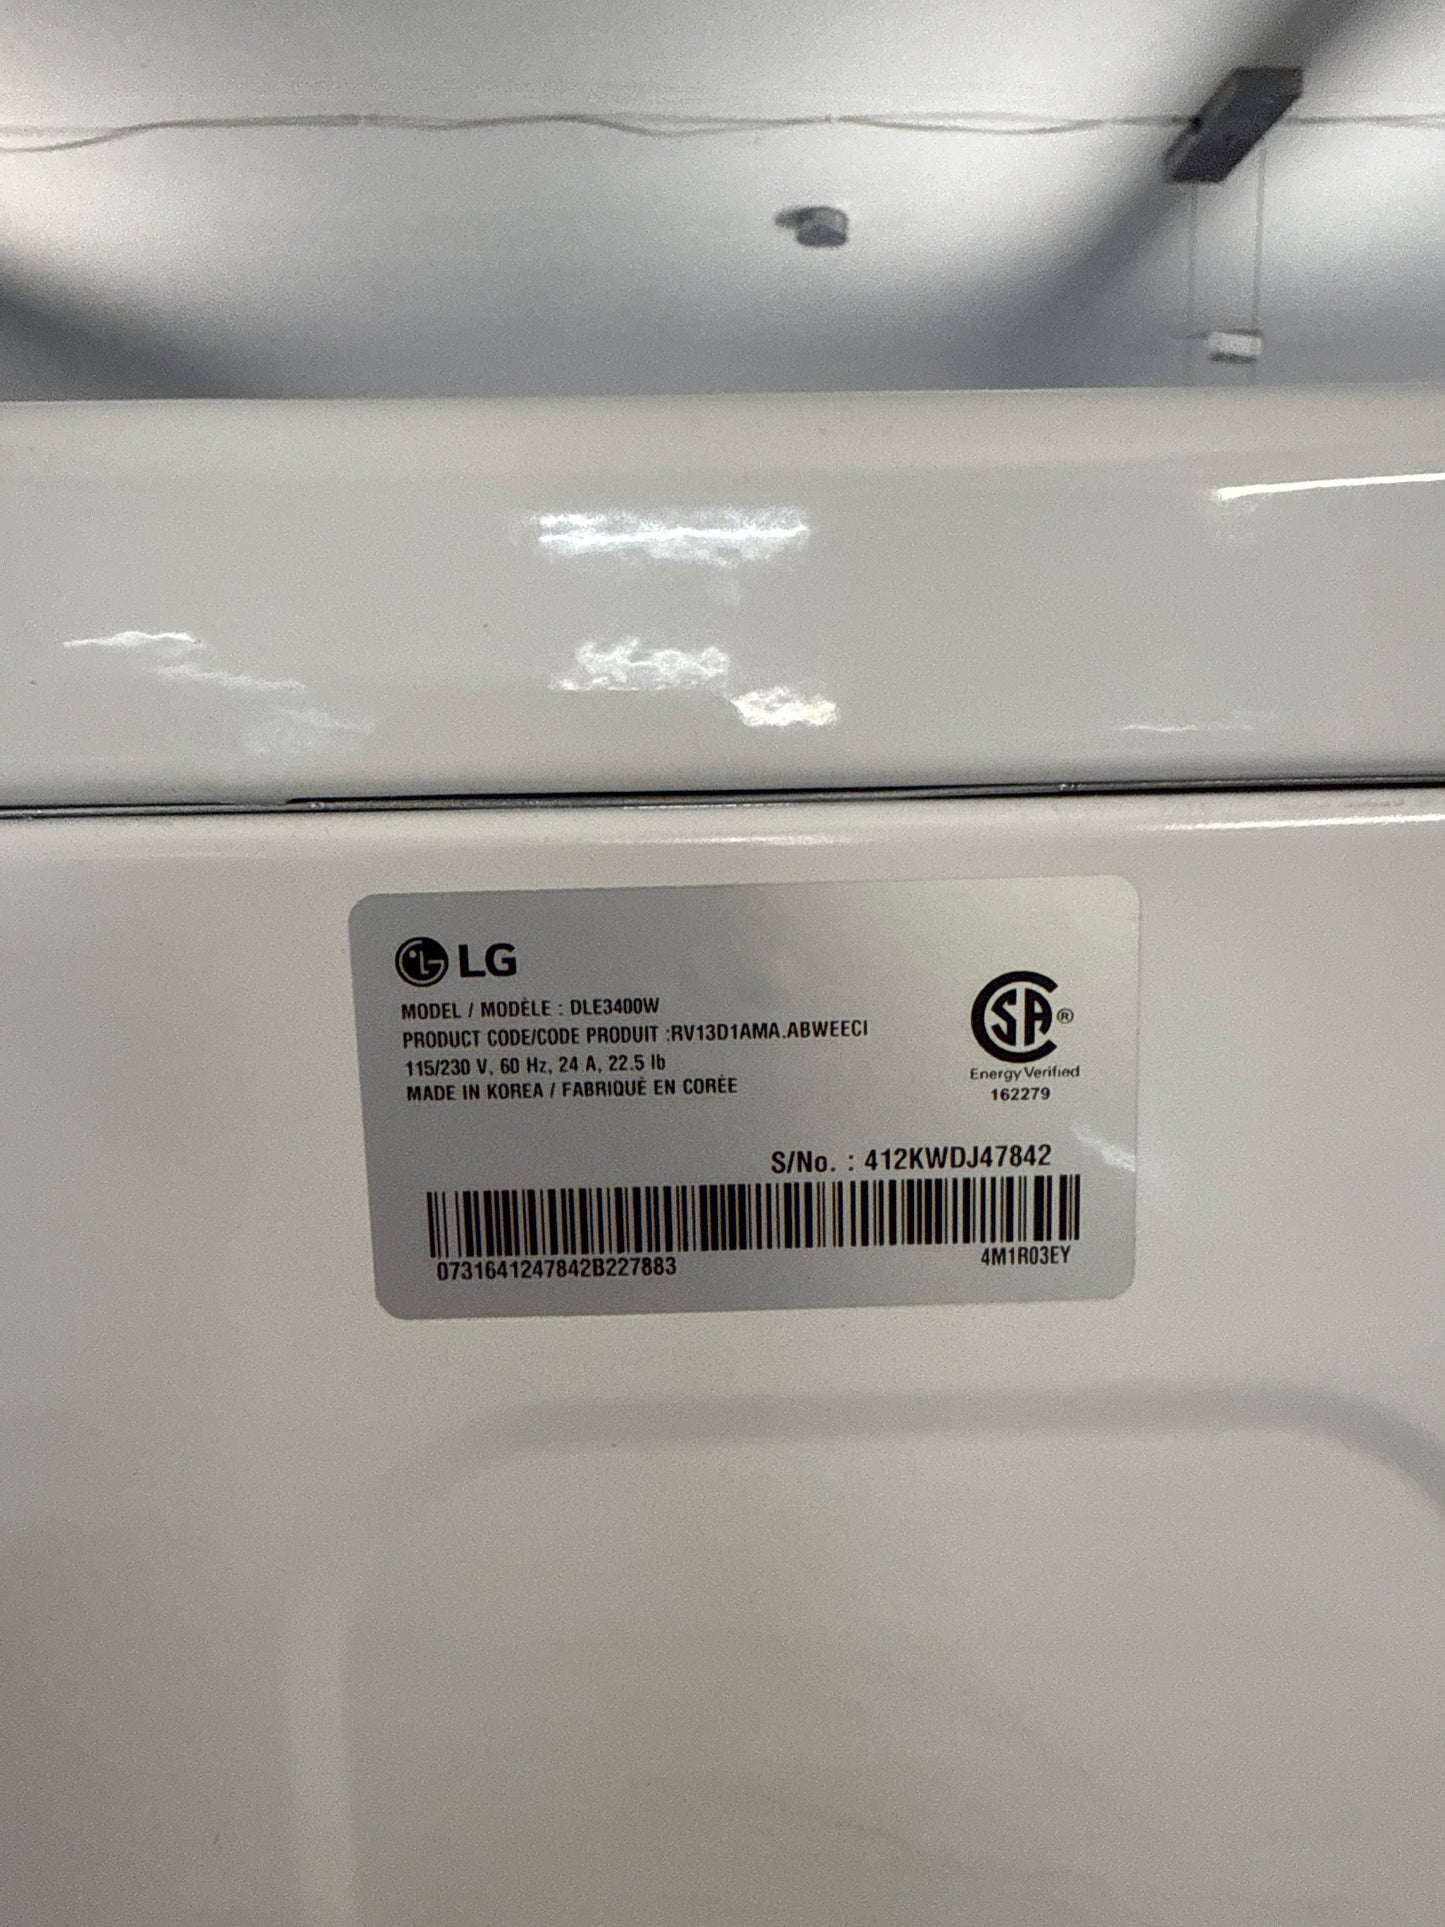 LG
MODEL / MODÈLE : DLE3400W
PRODUCT CODE/CODE PRODUIT :RV13D1AMA.ABWEECI
115/230 V, 60 Hz, 24 A, 22.5 lb
MADE IN KOREA / FABRIQUÉ EN CORÉE
SA ®
Energy Verified
162279
S/No. : 412KWDJ47842
0731641247842B227883
4M1R03EY